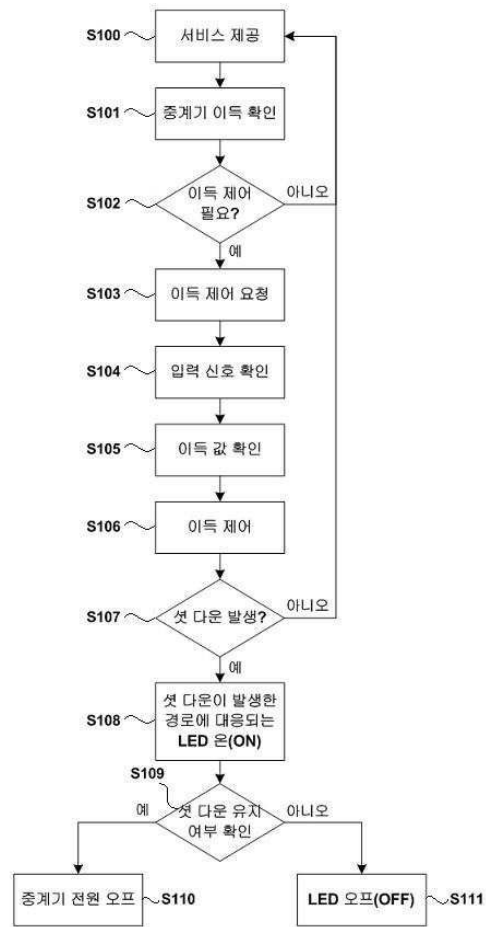 S100
서비스 제공
S101
중계기 이득 확인
S102
이득 제어
필요?
아니오
예
S103
이득 제어 요청
S104
입력 신호 확인
S105
이득 값 확인
S106
이득 제어
S107
셧 다운 발생?
아니오
예
S108
셧 다운이 발생한
경로에 대응되는
LED 온(ON)
S109
예
셧 다운 유지
여부 확인
아니오
중계기 전원 오프
S110
LED 오프(OFF)
S111